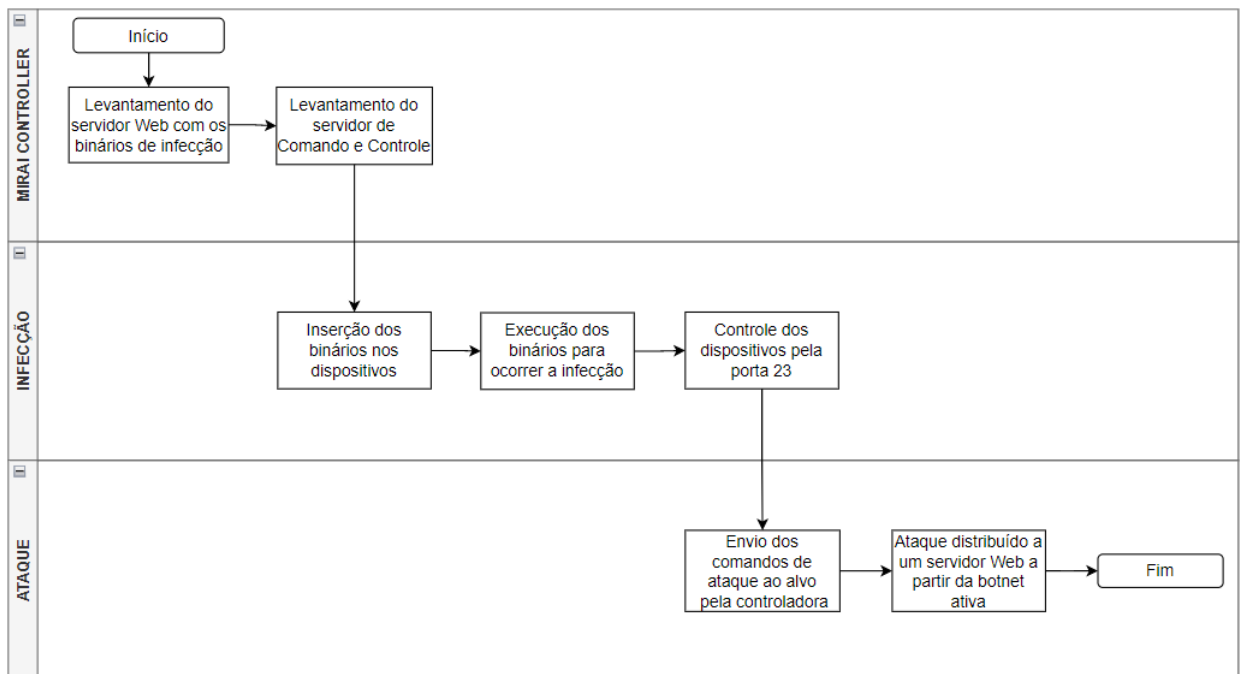 MIRAI CONTROLLER
Início
Levantamento do
servidor Web com os
binários de infecção
Levantamento do
servidor de
Comando e Controle
INFECÇÃO
Inserção dos
binários nos
dispositivos
Execução dos
binários para
ocorrer a infecção
Controle dos
dispositivos pela
porta 23
ATAQUE
Envio dos
comandos de
ataque ao alvo
pela controladora
Ataque distribuído a
um servidor Web a
partir da botnet
ativa
Fim